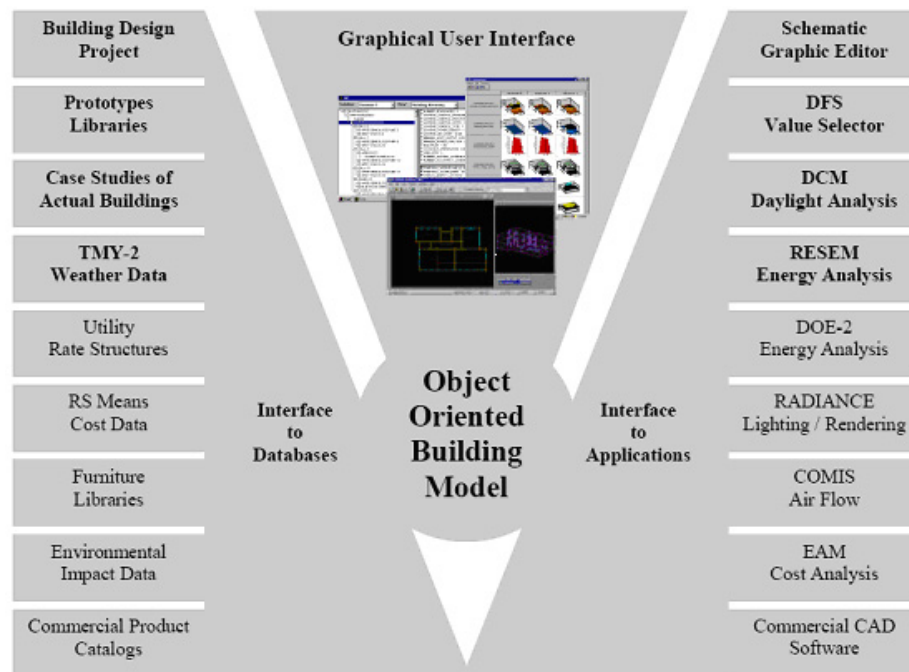 Building Design
Project
Prototypes
Libraries
Case Studies of
Actual Buildings
TMY-2
Weather Data
Utility
Rate Structures
RS Means
Cost Data
Furniture
Libraries
Environmental
Impact Data
Commercial Product
Catalogs
Graphical User Interface
Interface
to
Databases
Object
Oriented
Building
Model
Interface
to
Applications
Schematic
Graphic Editor
DFS
Value Selector
DCM
Daylight Analysis
RESEM
Energy Analysis
DOE-2
Energy Analysis
RADIANCE
Lighting / Rendering
COMIS
Air Flow
EAM
Cost Analysis
Commercial CAD
Software